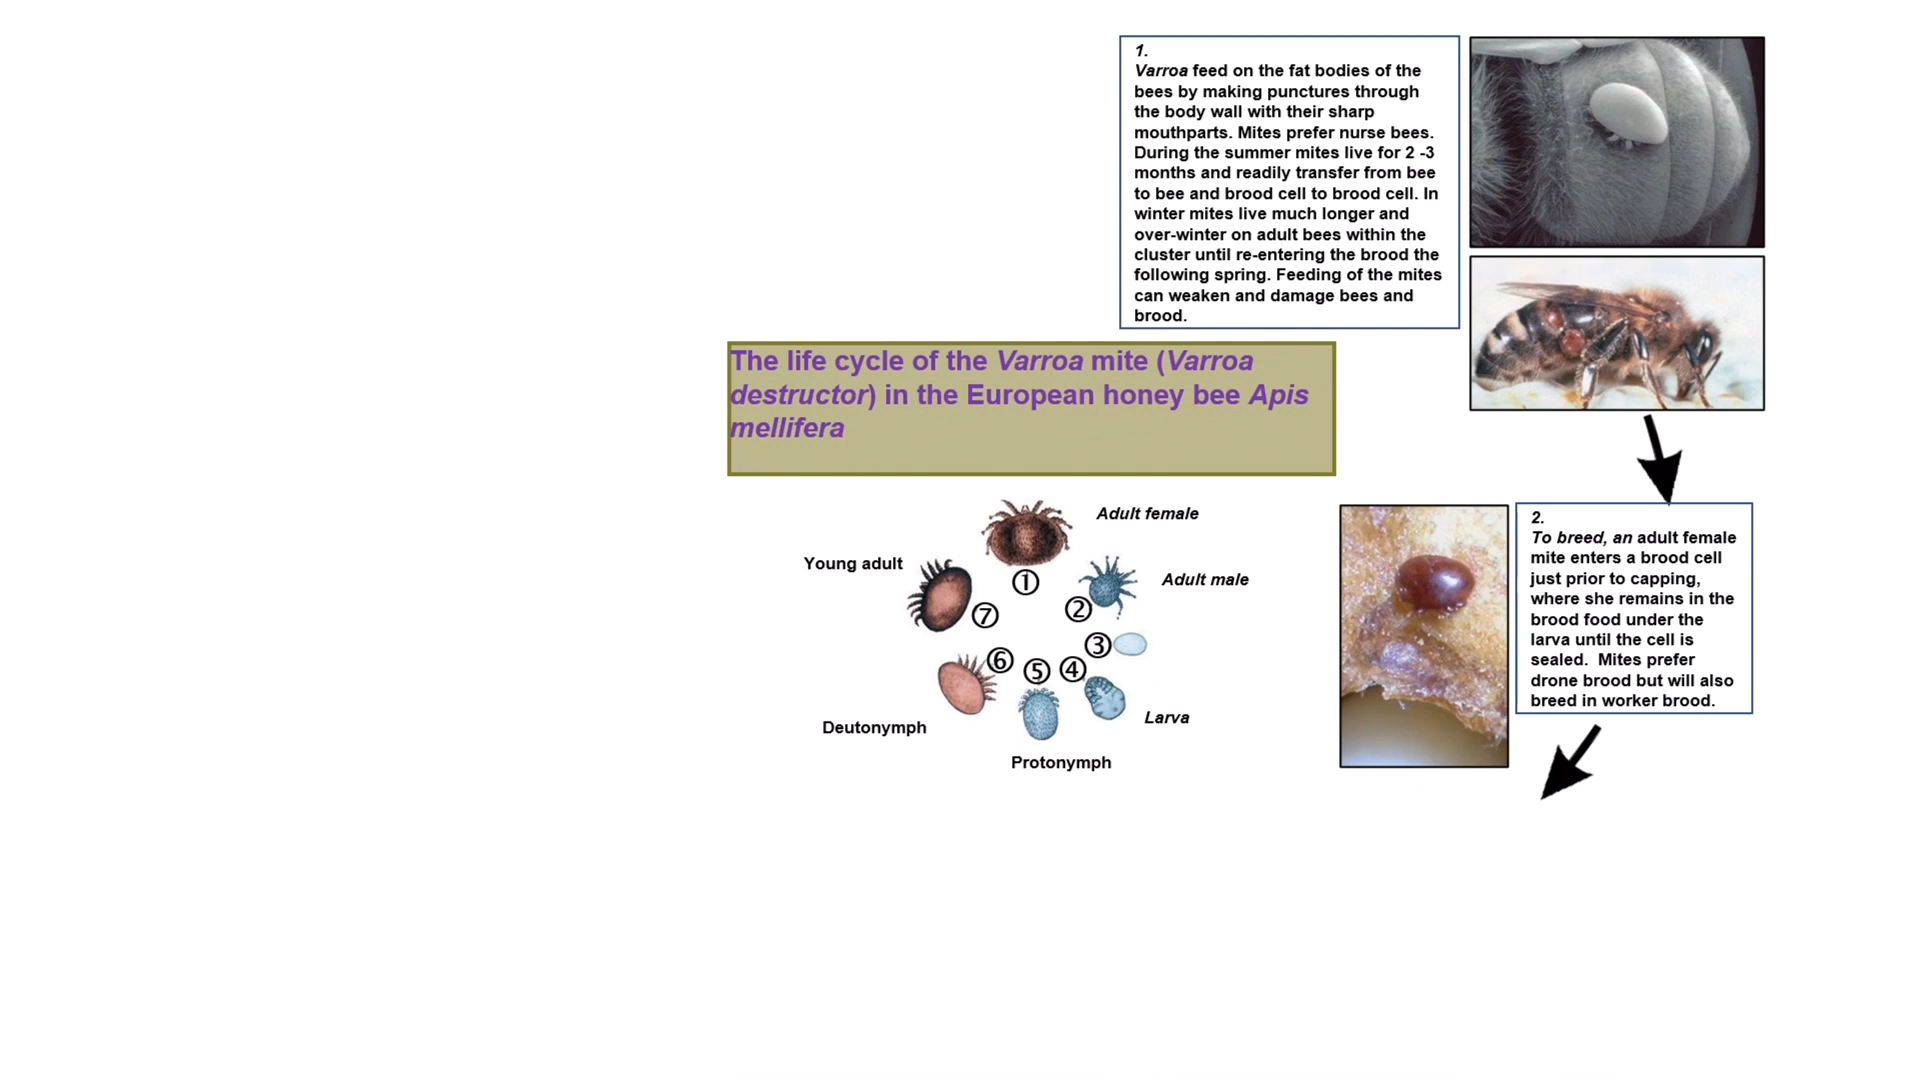 1.
Varroa feed on the fat bodies of the
bees by making punctures through
the body wall with their sharp
mouthparts. Mites prefer nurse bees.
During the summer mites live for 2 -3
months and readily transfer from bee
to bee and brood cell to brood cell. In
winter mites live much longer and
over-winter on adult bees within the
cluster until re-entering the brood the
following spring. Feeding of the mites
can weaken and damage bees and
brood.
The life cycle of the Varroa mite (Varroa
destructor) in the European honey bee Apis
mellifera
Adult female
Young adult
Adult male
①
②
⑦
③
⑥
⑤
④
Larva
Deutonymph
Protonymph
2.
To breed, an adult female
mite enters a brood cell
just prior to capping,
where she remains in the
brood food under the
larva until the cell is
sealed.  Mites prefer
drone brood but will also
breed in worker brood.